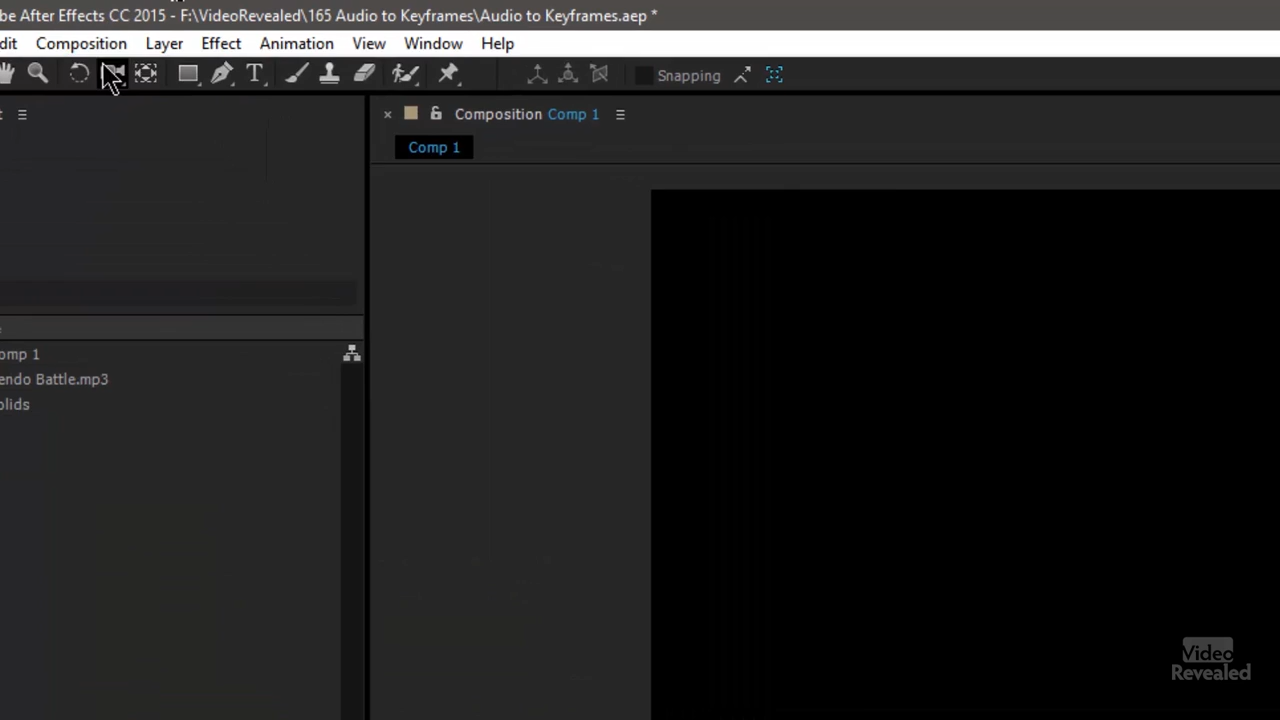 be After Effects CC 2015 - F:\VideoRevealed\165 Audio to Keyframes\Audio to Keyframes.aep *
dit Composition Layer Effect Animation View Window Help
T Snapping
t
× Composition Comp 1
Comp 1
omp 1
endo Battle.mp3
olids
Video
Revealed